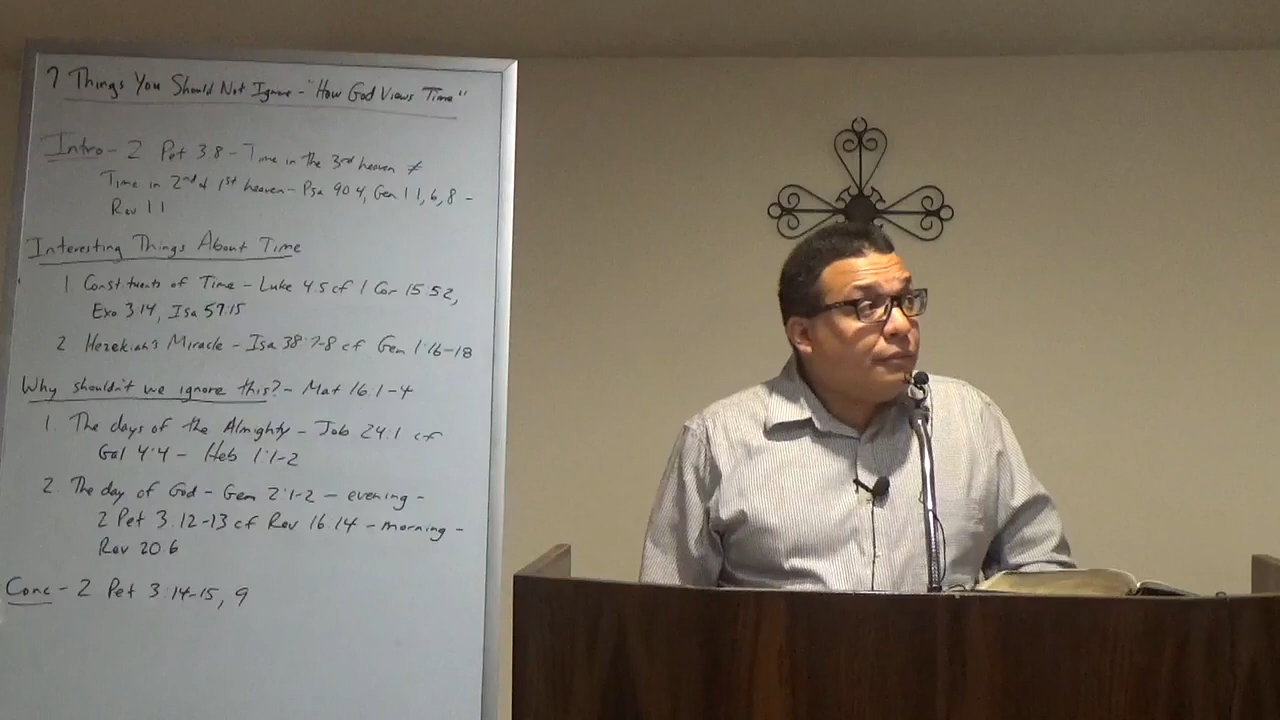 7 Things You Should Not Ignore - "How God Views Time"
Intro - 2 Pet 3:8 - Time in the 3rd heaven ≠
Time in 2nd & 1st heaven - Psa 90:4, Gen 1:1, 6, 8 -
Rev 1:1
Interesting Things About Time
1 Constituents of Time - Luke 4:5 cf 1 Cor 15:52,
Exo 3:14, Isa 57:15
2 Hezekiah's Miracle - Isa 38:7-8 cf Gen 1:16-18
Why shouldn't we ignore this? - Mat 16:1-4
1. The days of the Almighty - Job 24:1 cf
Gal 4:4 - Heb 1:1-2
2 The day of God - Gen 2:1-2 - evening -
2 Pet 3:12-13 cf Rev 16:14 - morning -
Rev 20:6
Conc - 2 Pet 3:14-15, 9